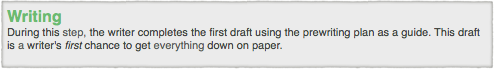 Writing
During this step, the writer completes the first draft using the prewriting plan as a guide. This draft
is a writer's first chance to get everything down on paper.